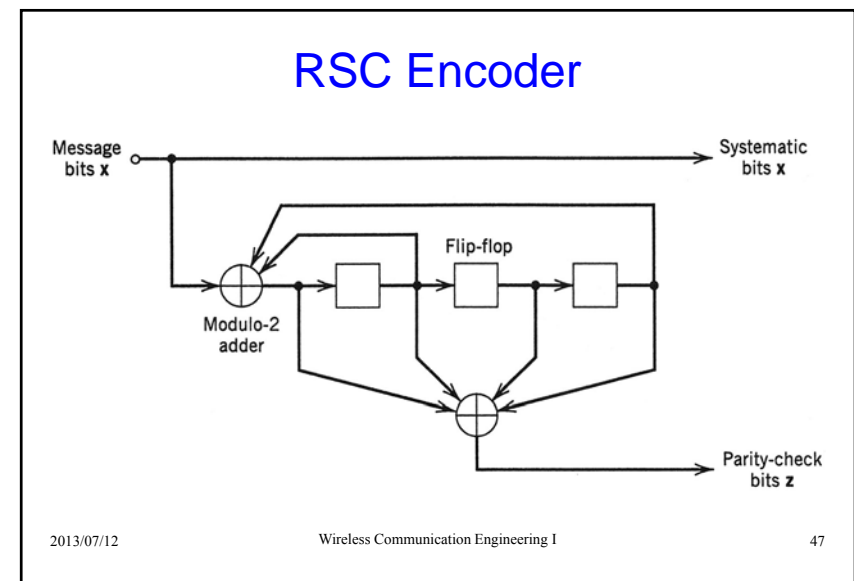 RSC Encoder
Message
bits x
Systematic
bits x
Flip-flop
Modulo-2
adder
Parity-check
bits z
2013/07/12
Wireless Communication Engineering I
47